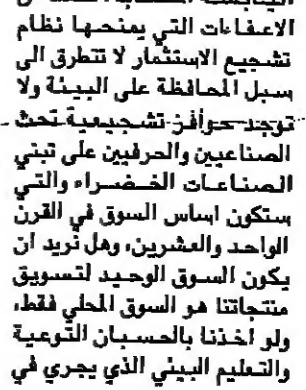 الاعفاءات التي يمنحها نظام
تشجيع الاستثمار لا تتطرق الى
سبل المحافظة على البيئة ولا
توجد حوافز تشجيعية تحث
الصناعيين والحرفيين على تبني
الصناعات الخضراء والتي
ستكون اساس السوق في القرن
الواحد والعشرين، وهل نريد ان
يكون السوق الوحيد لتسويق
منتجاتنا هو السوق المحلي فقط،
ولو اخذنا بالحسبان التوعية
والتعليم البيئي الذي يجري في